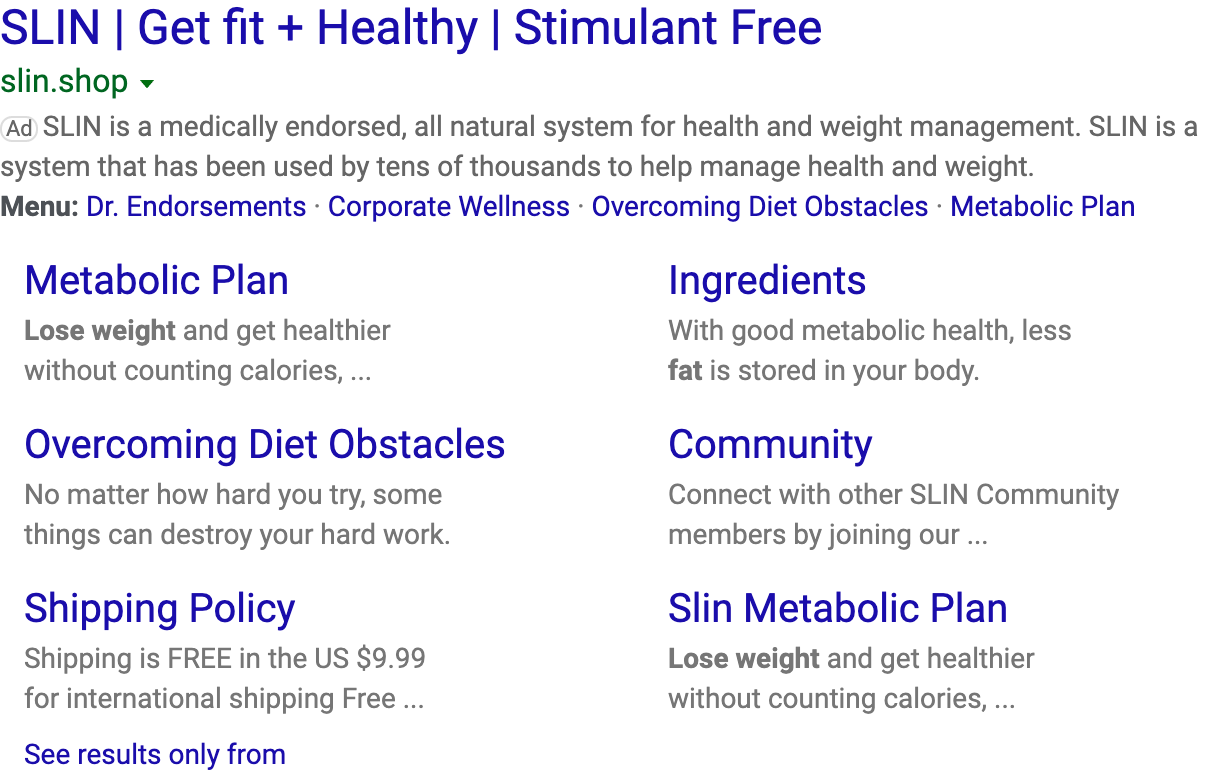 SLIN | Get fit + Healthy | Stimulant Free
slin.shop
Ad SLIN is a medically endorsed, all natural system for health and weight management. SLIN is a
system that has been used by tens of thousands to help manage health and weight.
Menu: Dr. Endorsements · Corporate Wellness · Overcoming Diet Obstacles · Metabolic Plan
Metabolic Plan
Lose weight and get healthier
without counting calories, ...
Ingredients
With good metabolic health, less
fat is stored in your body.
Overcoming Diet Obstacles
No matter how hard you try, some
things can destroy your hard work.
Community
Connect with other SLIN Community
members by joining our ...
Shipping Policy
Shipping is FREE in the US $9.99
for international shipping Free ...
Slin Metabolic Plan
Lose weight and get healthier
without counting calories, ...
See results only from